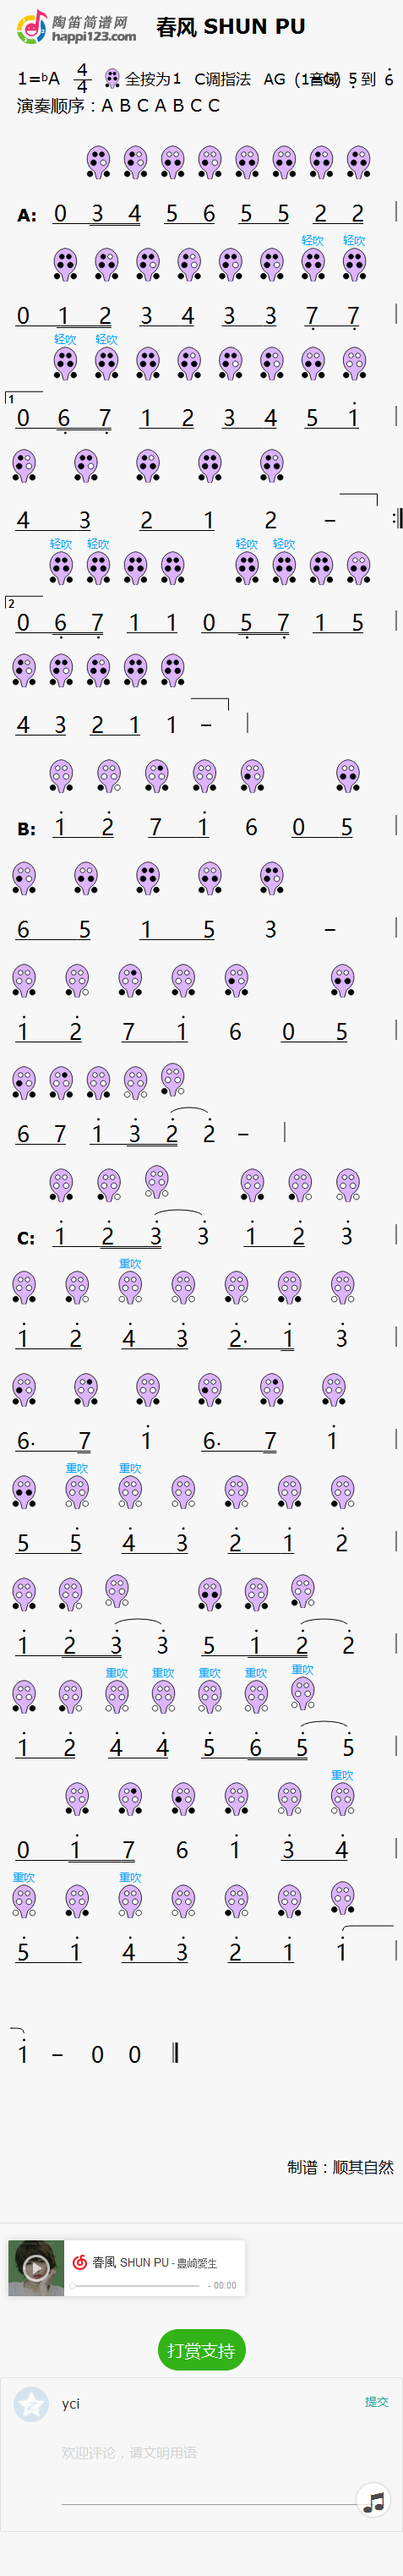 陶笛简谱网
happi123.com
春风 SHUN PU
1=ᵇA 4/4 全按为1 C调指法 AG（1=G）音域 5̣ 到 6̇
演奏顺序：A B C A B C C
A: 0 3 4 5 6 5 5 2 2 |
轻吹 轻吹
0 1 2 3 4 3 3 7̣ 7̣ |
轻吹 轻吹
1
0 6̣ 7̣ 1 2 3 4 5 1̇ |
4 3 2 1 2 – :|
轻吹 轻吹 轻吹 轻吹
2
0 6̣ 7̣ 1 1 0 5̣ 7̣ 1 5 |
4 3 2 1 1 – |
B: 1̇ 2̇ 7 1̇ 6 0 5 |
6 5 1 5 3 – |
1̇ 2̇ 7 1̇ 6 0 5 |
6 7 1̇ 3̇ 2̇ 2̇ – |
C: 1̇ 2̇ 3̇ 3̇ 1̇ 2̇ 3̇ |
重吹
1̇ 2̇ 4̇ 3̇ 2̇· 1̇ 3̇ |
6· 7 1̇ 6· 7 1̇ |
重吹 重吹
5 5̇ 4̇ 3̇ 2̇ 1̇ 2̇ |
1̇ 2̇ 3̇ 3̇ 5 1̇ 2̇ 2̇ |
重吹 重吹 重吹 重吹 重吹
1̇ 2̇ 4̇ 4̇ 5̇ 6̇ 5̇ 5̇ |
重吹
0 1̇ 7 6 1̇ 3̇ 4̇ |
重吹 重吹
5̇ 1̇ 4̇ 3̇ 2̇ 1̇ 1̇ |
1̇ – 0 0 ‖
制谱：顺其自然
春風 SHUN PU - 豊崎愛生
- 00:00
打赏支持
yci
提交
欢迎评论，请文明用语